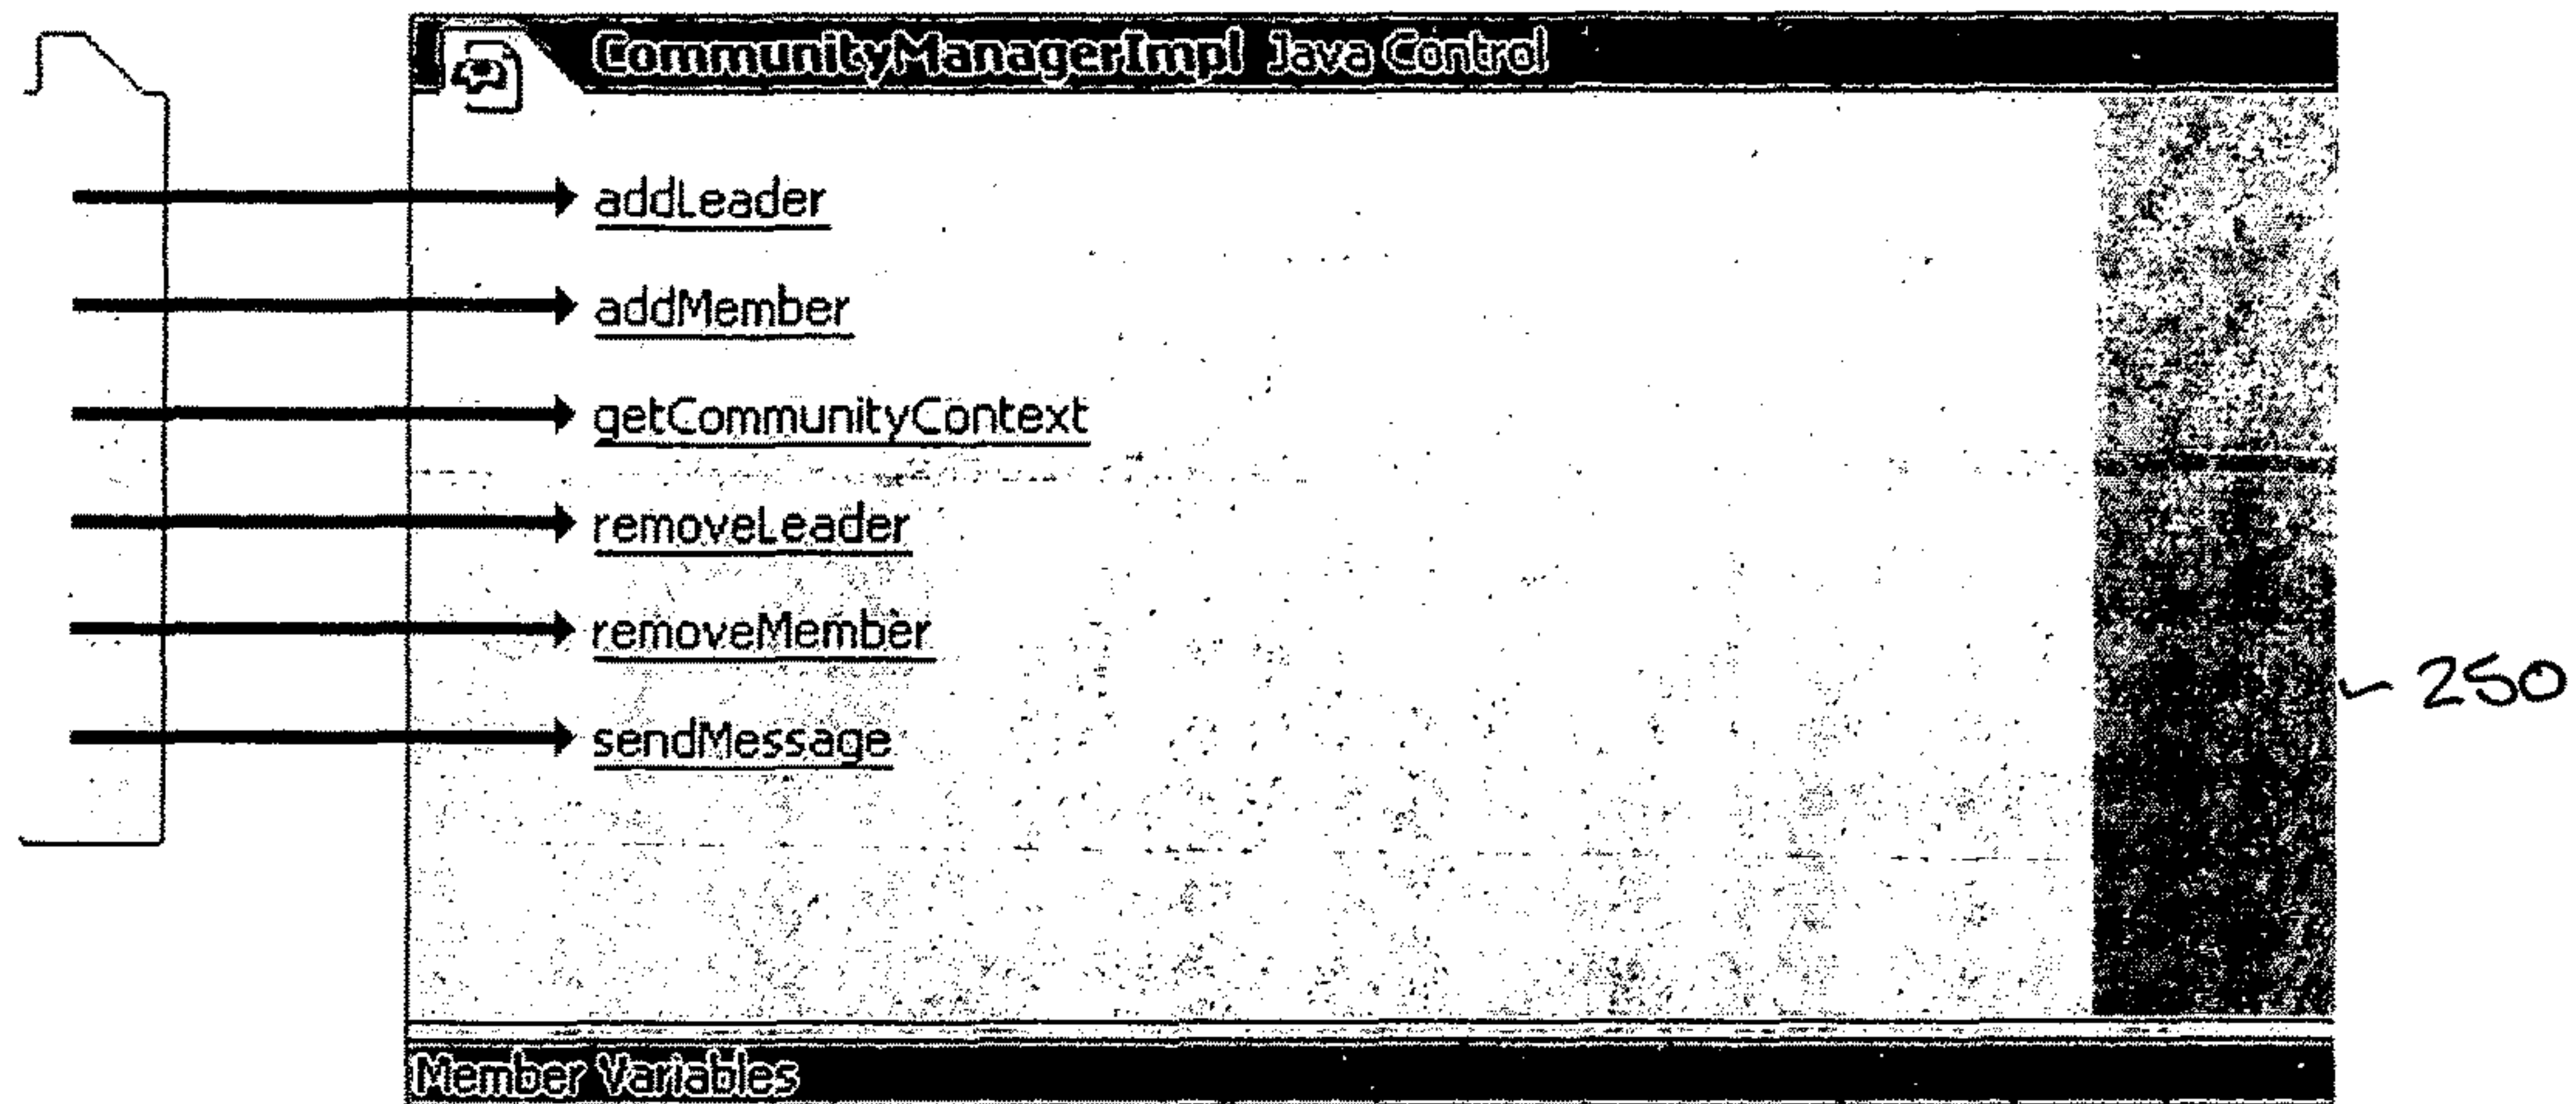 CommunityManagerImpl Java Control
addLeader
addMember
getCommunityContext
removeLeader
removeMember
250
sendMessage
Member Variables